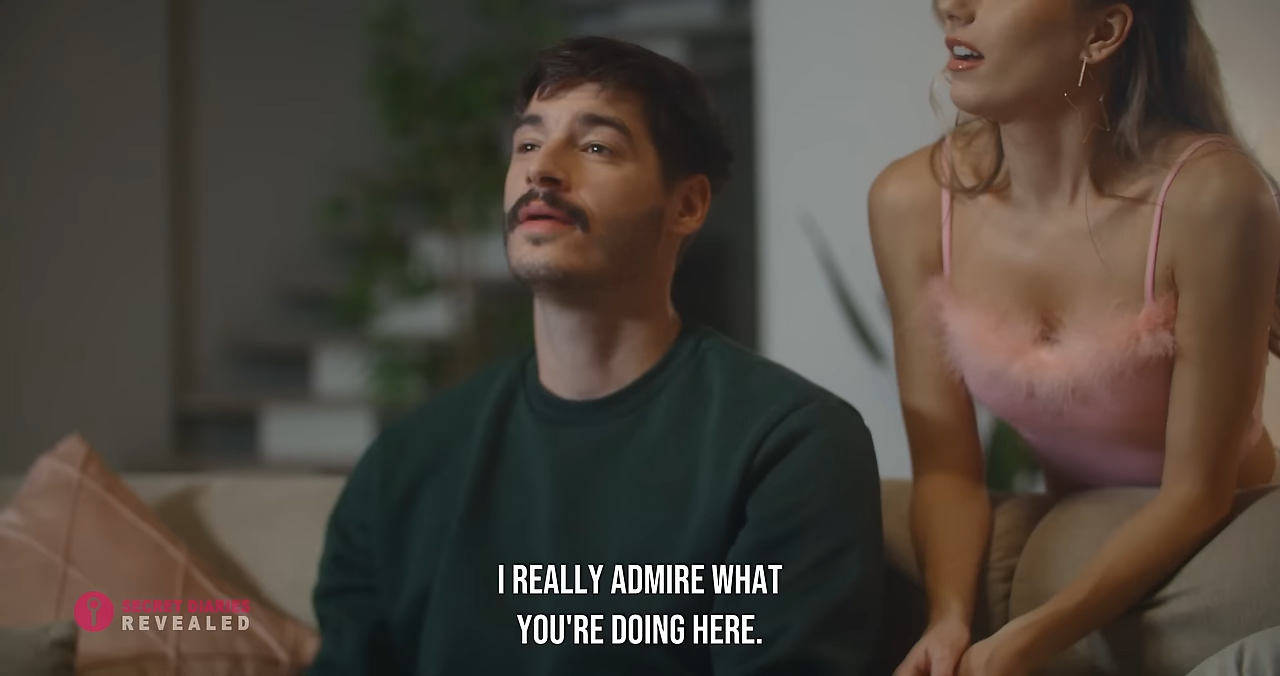 I REALLY ADMIRE WHAT
YOU'RE DOING HERE.
SECRET DIARIES
REVEALED